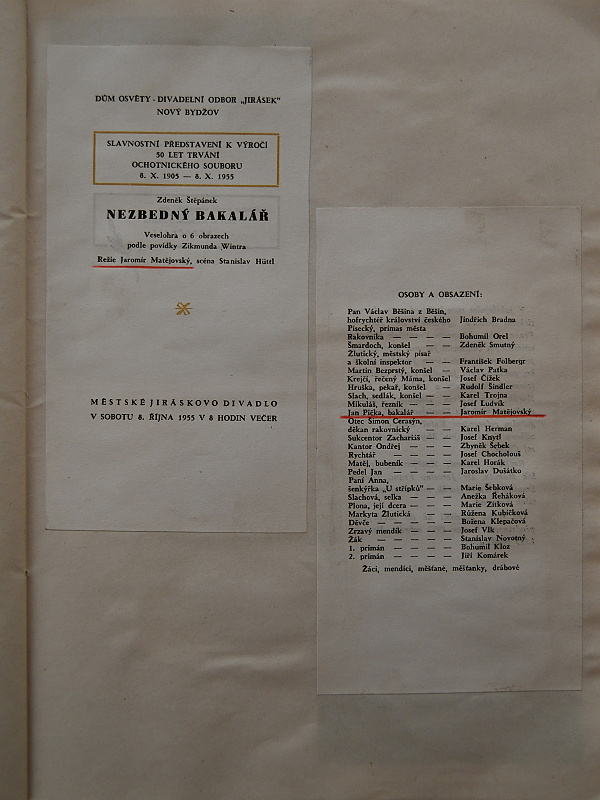 DŮM OSVĚTY - DIVADELNÍ ODBOR „JIRÁSEK"
NOVÝ BYDŽOV
SLAVNOSTNÍ PŘEDSTAVENÍ K VÝROČÍ
50 LET TRVÁNÍ
OCHOTNICKÉHO SOUBORU
8. X. 1905 — 8. X. 1955
Zdeněk Štěpánek
NEZBEDNÝ BAKALÁŘ
Veselohra o 6 obrazech
podle povídky Zikmunda Wintra
Režie Jaromír Matějovský, scéna Stanislav Hüttl
MĚSTSKÉ JIRÁSKOVO DIVADLO
V SOBOTU 8. ŘÍJNA 1955 V 8 HODIN VEČER
OSOBY A OBSAZENÍ:
Pan Václav Běšina z Běšin,
hofrychtéř království českého Jindřich Bradna
Písecký, primas města
Rakovníka — — — — Bohumil Orel
Šmardoch, konšel — — Zdeněk Smutný
Žlutický, městský písař
a školní inspektor — — František Folbergr
Martin Bezprstý, konšel — Václav Patka
Krejčí, řečený Máma, konšel Josef Čížek
Hruška, pekař, konšel — Rudolf Šindler
Slach, sedlák, konšel — — Karel Trojna
Mikuláš, řezník — — — Josef Ludvík
Jan Píčka, bakalář — — Jaromír Matějovský
Otec Šimon Cerasýn,
děkan rakovnický — — Karel Herman
Sukcentor Zachariáš — — Josef Knytl
Kantor Ondřej — — — Zbyněk Šebek
Rychtář — — — — Josef Chocholouš
Matěj, bubeník — — — Karel Horák
Pedel Jan — — — — Jaroslav Dušátko
Paní Anna,
šenkýřka „U střípků" — — Marie Šebková
Slachová, selka — — — Anežka Řeháková
Plona, její dcera — — — Marie Zítková
Markyta Žlutická — — Růžena Kubíčková
Děvče — — — — — Božena Klepačová
Zrzavý mendík — — — Josef Vlk
Žák — — — — — Stanislav Novotný
1. primán — — — — Bohumil Kloz
2. primán — — — — Jiří Komárek
Žáci, mendíci, měšťané, měšťanky, drábové